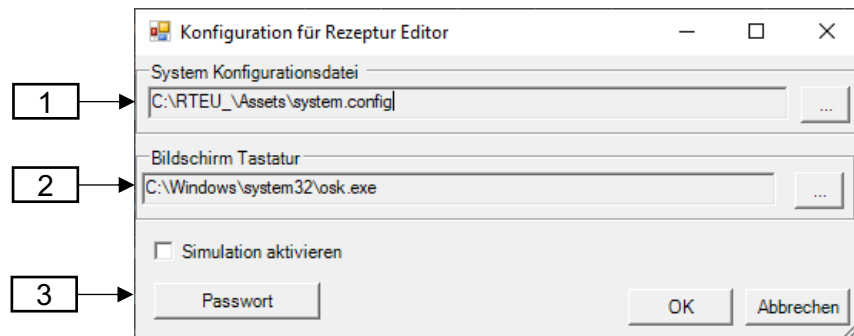 Konfiguration für Rezeptur Editor
System Konfigurationsdatei
1
C:\RTEU_\Assets\system.config
...
Bildschirm Tastatur
2
C:\Windows\system32\osk.exe
...
Simulation aktivieren
3
Passwort
OK
Abbrechen